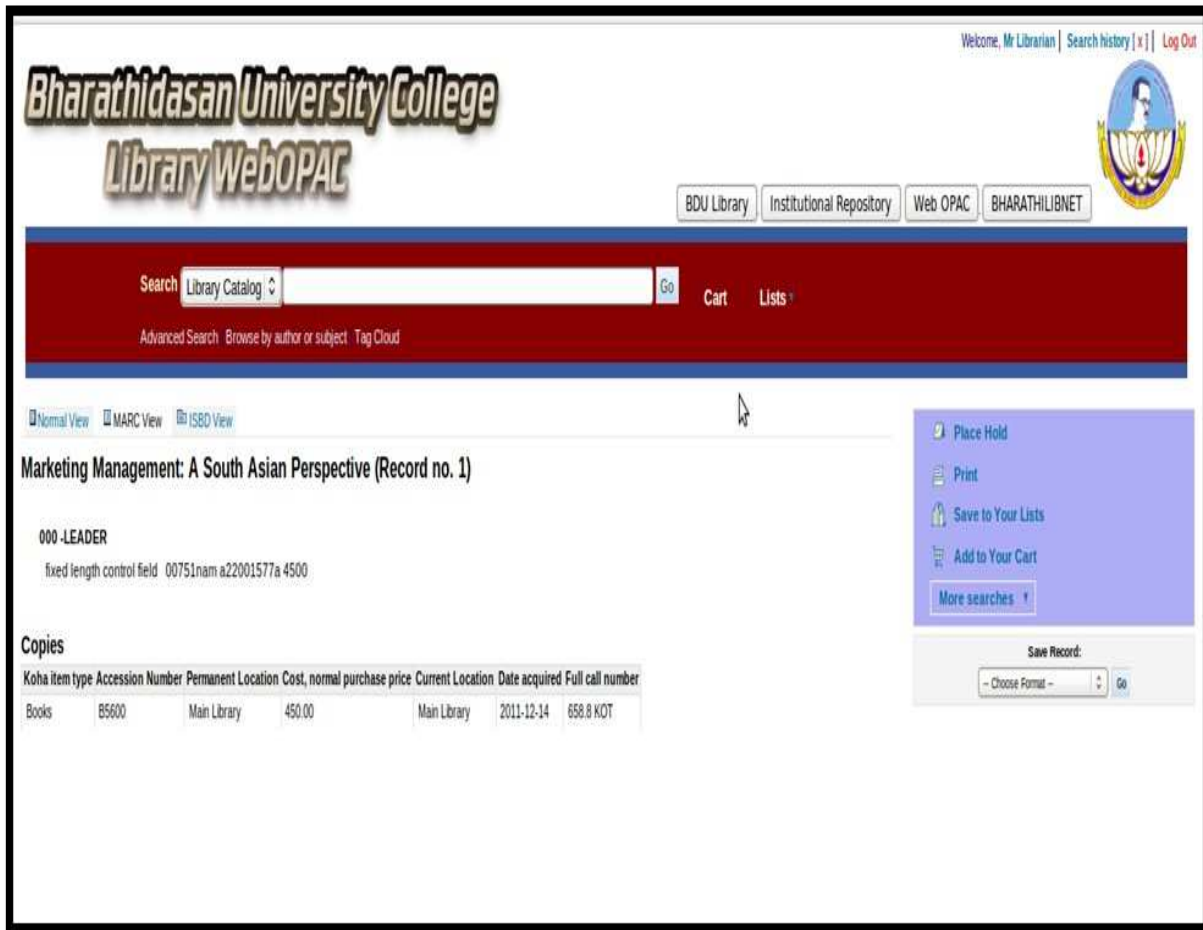 Welcome, Mr Librarian | Search history [x] | Log Out
Bharathidasan University College
Library WebOPAC
BDU Library Institutional Repository Web OPAC BHARATHILIBNET
Search Library Catalog Go Cart Lists
Advanced Search Browse by author or subject Tag Cloud
Normal View MARC View ISBD View
Marketing Management: A South Asian Perspective (Record no. 1)
000 -LEADER
fixed length control field 00751nam a22001577a 4500
Copies
Koha item type Accession Number Permanent Location Cost, normal purchase price Current Location Date acquired Full call number
Books B5600 Main Library 450.00 Main Library 2011-12-14 658.8 KOT
Place Hold
Print
Save to Your Lists
Add to Your Cart
More searches
Save Record:
-- Choose Format -- Go